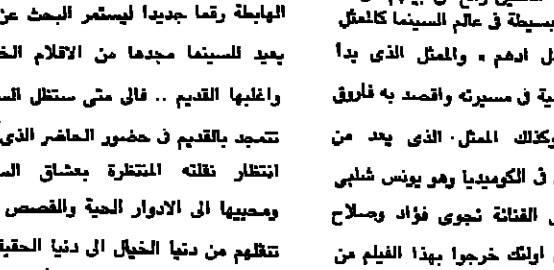 بسيطة فى عالم السينما كالممثل
ل ادهم » والممثل الذى بدأ
ية فى مسيرته واقصد به فاروق
وكذلك الممثل الذى يعد من
فى الكوميديا وهو يونس شلبى
الفنانة نجوى فؤاد وصلاح
اولئك خرجوا بهذا الفيلم من
الهابطة رقما جديدا ليستمر البحث عن
يعيد للسينما مجدها من الاقلام الخ
واغلبها القديم .. فالى متى ستظل الس
تتمجد بالقديم فى حضور الحاضر الذى
انتظار نقلته المنتظرة بعشاق الس
ومحبيها الى الادوار الحية والقصص
تنقلهم من دنيا الخيال الى دنيا الحقيق